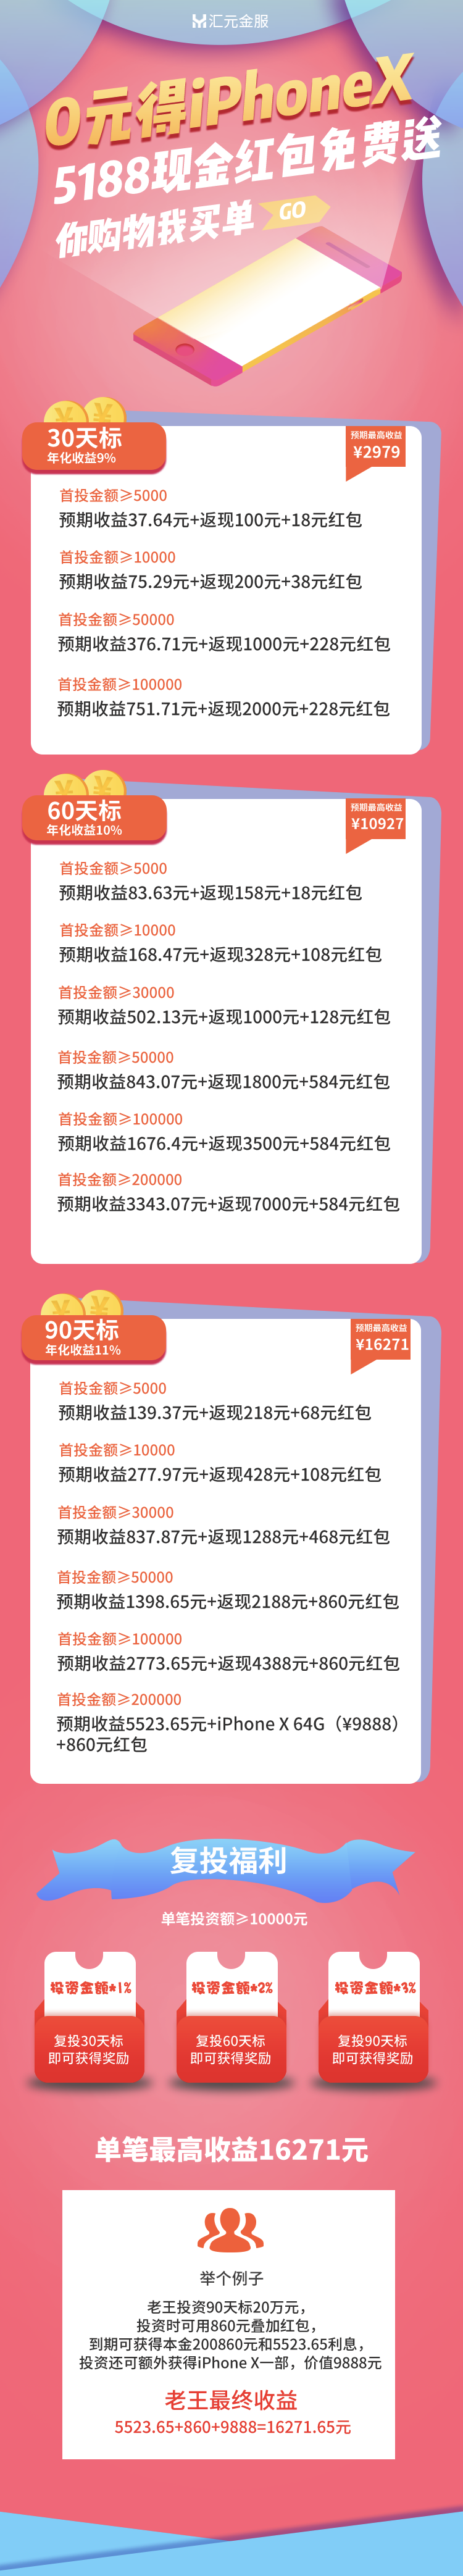 汇元金服
0元得iPhoneX
5188现金红包免费送
你购物我买单
GO
30天标
年化收益9%
预期最高收益
¥2979
首投金额≥5000
预期收益37.64元+返现100元+18元红包
首投金额≥10000
预期收益75.29元+返现200元+38元红包
首投金额≥50000
预期收益376.71元+返现1000元+228元红包
首投金额≥100000
预期收益751.71元+返现2000元+228元红包
60天标
年化收益10%
预期最高收益
¥10927
首投金额≥5000
预期收益83.63元+返现158元+18元红包
首投金额≥10000
预期收益168.47元+返现328元+108元红包
首投金额≥30000
预期收益502.13元+返现1000元+128元红包
首投金额≥50000
预期收益843.07元+返现1800元+584元红包
首投金额≥100000
预期收益1676.4元+返现3500元+584元红包
首投金额≥200000
预期收益3343.07元+返现7000元+584元红包
90天标
年化收益11%
预期最高收益
¥16271
首投金额≥5000
预期收益139.37元+返现218元+68元红包
首投金额≥10000
预期收益277.97元+返现428元+108元红包
首投金额≥30000
预期收益837.87元+返现1288元+468元红包
首投金额≥50000
预期收益1398.65元+返现2188元+860元红包
首投金额≥100000
预期收益2773.65元+返现4388元+860元红包
首投金额≥200000
预期收益5523.65元+iPhone X 64G（¥9888）
+860元红包
复投福利
单笔投资额≥10000元
投资金额*1%
复投30天标
即可获得奖励
投资金额*2%
复投60天标
即可获得奖励
投资金额*3%
复投90天标
即可获得奖励
单笔最高收益16271元
举个例子
老王投资90天标20万元，
投资时可用860元叠加红包，
到期可获得本金200860元和5523.65利息，
投资还可额外获得iPhone X一部，价值9888元
老王最终收益
5523.65+860+9888=16271.65元